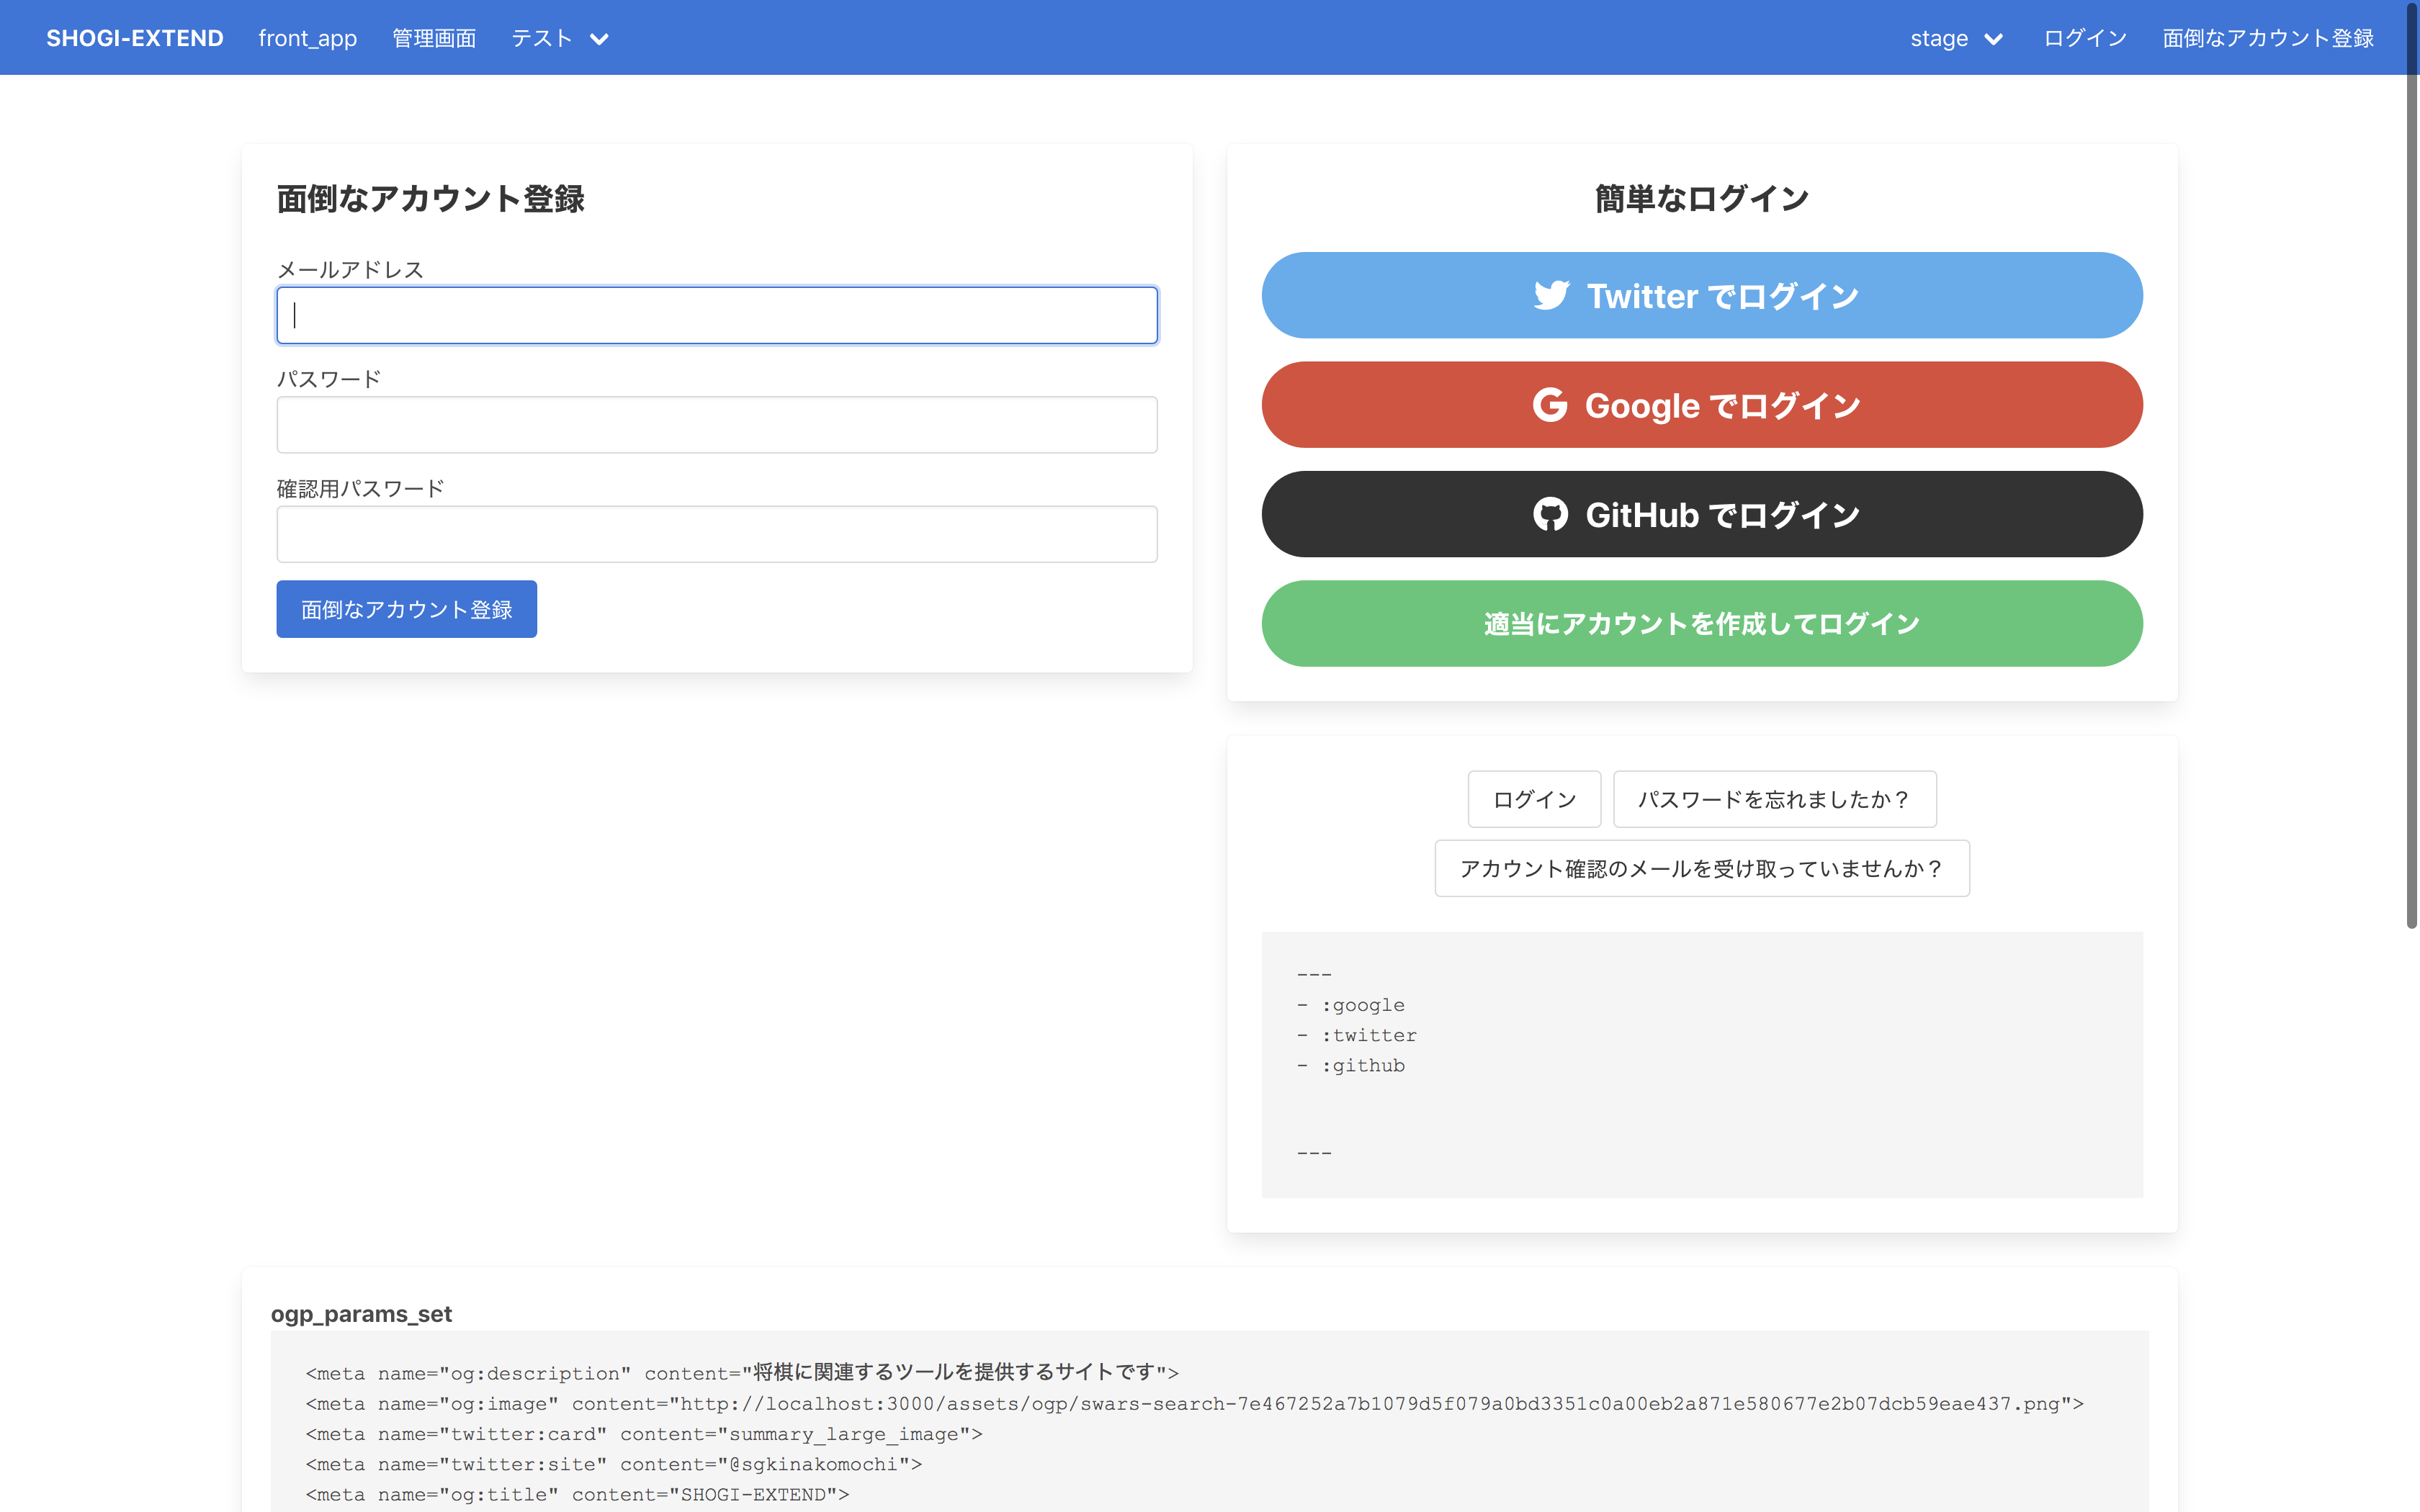 SHOGI-EXTEND front_app 管理画面 テスト stage ログイン 面倒なアカウント登録
面倒なアカウント登録
メールアドレス
パスワード
確認用パスワード
面倒なアカウント登録
簡単なログイン
Twitter でログイン
Google でログイン
GitHub でログイン
適当にアカウントを作成してログイン
ログイン パスワードを忘れましたか？
アカウント確認のメールを受け取っていませんか？
---
- :google
- :twitter
- :github
---
ogp_params_set
<meta name="og:description" content="将棋に関連するツールを提供するサイトです">
<meta name="og:image" content="http://localhost:3000/assets/ogp/swars-search-7e467252a7b1079d5f079a0bd3351c0a00eb2a871e580677e2b07dcb59eae437.png">
<meta name="twitter:card" content="summary_large_image">
<meta name="twitter:site" content="@sgkinakomochi">
<meta name="og:title" content="SHOGI-EXTEND">